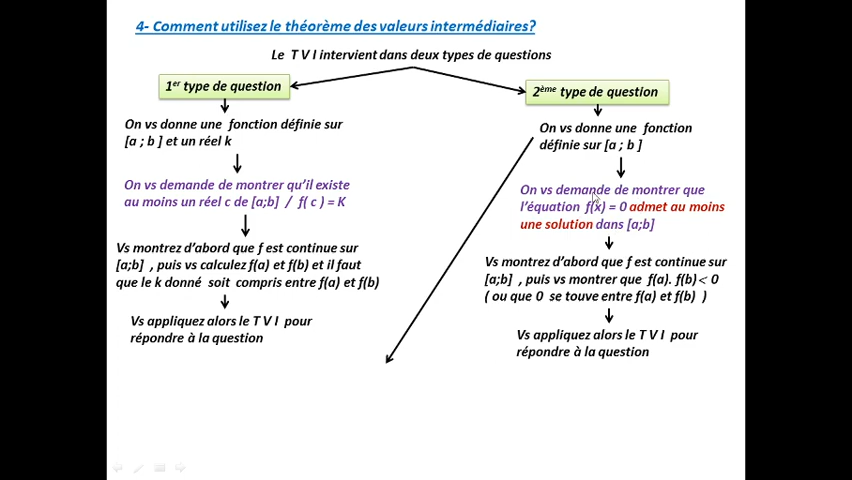 4- Comment utilisez le théorème des valeurs intermédiaires?
Le T V I intervient dans deux types de questions
1er type de question
On vs donne une fonction définie sur
[a ; b ] et un réel k
On vs demande de montrer qu'il existe
au moins un réel c de [a;b] / f( c ) = K
Vs montrez d'abord que f est continue sur
[a;b] , puis vs calculez f(a) et f(b) et il faut
que le k donné soit compris entre f(a) et f(b)
Vs appliquez alors le T V I pour
répondre à la question
2ème type de question
On vs donne une fonction
définie sur [a ; b ]
On vs demande de montrer que
l'équation f(x) = 0 admet au moins
une solution dans [a;b]
Vs montrez d'abord que f est continue sur
[a;b] , puis vs montrer que f(a). f(b)< 0
( ou que 0 se touve entre f(a) et f(b) )
Vs appliquez alors le T V I pour
répondre à la question